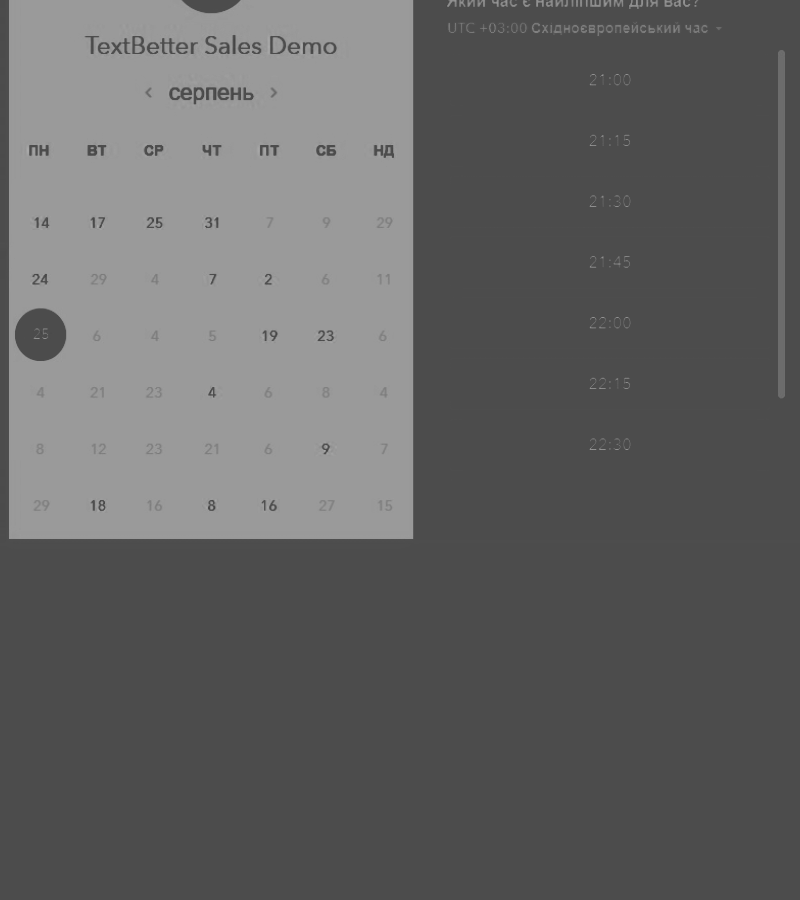 TextBetter Sales Demo
серпень
ПН ВТ СР ЧТ ПТ СБ НД
14 17 25 31 7 9 29
24 29 4 7 2 6 11
25 6 4 5 19 23 6
4 21 23 4 6 8 4
8 12 23 21 6 9 7
29 18 16 8 16 27 15
Який час є найліпшим для вас?
UTC +03:00 Східноєвропейський час
21:00
21:15
21:30
21:45
22:00
22:15
22:30